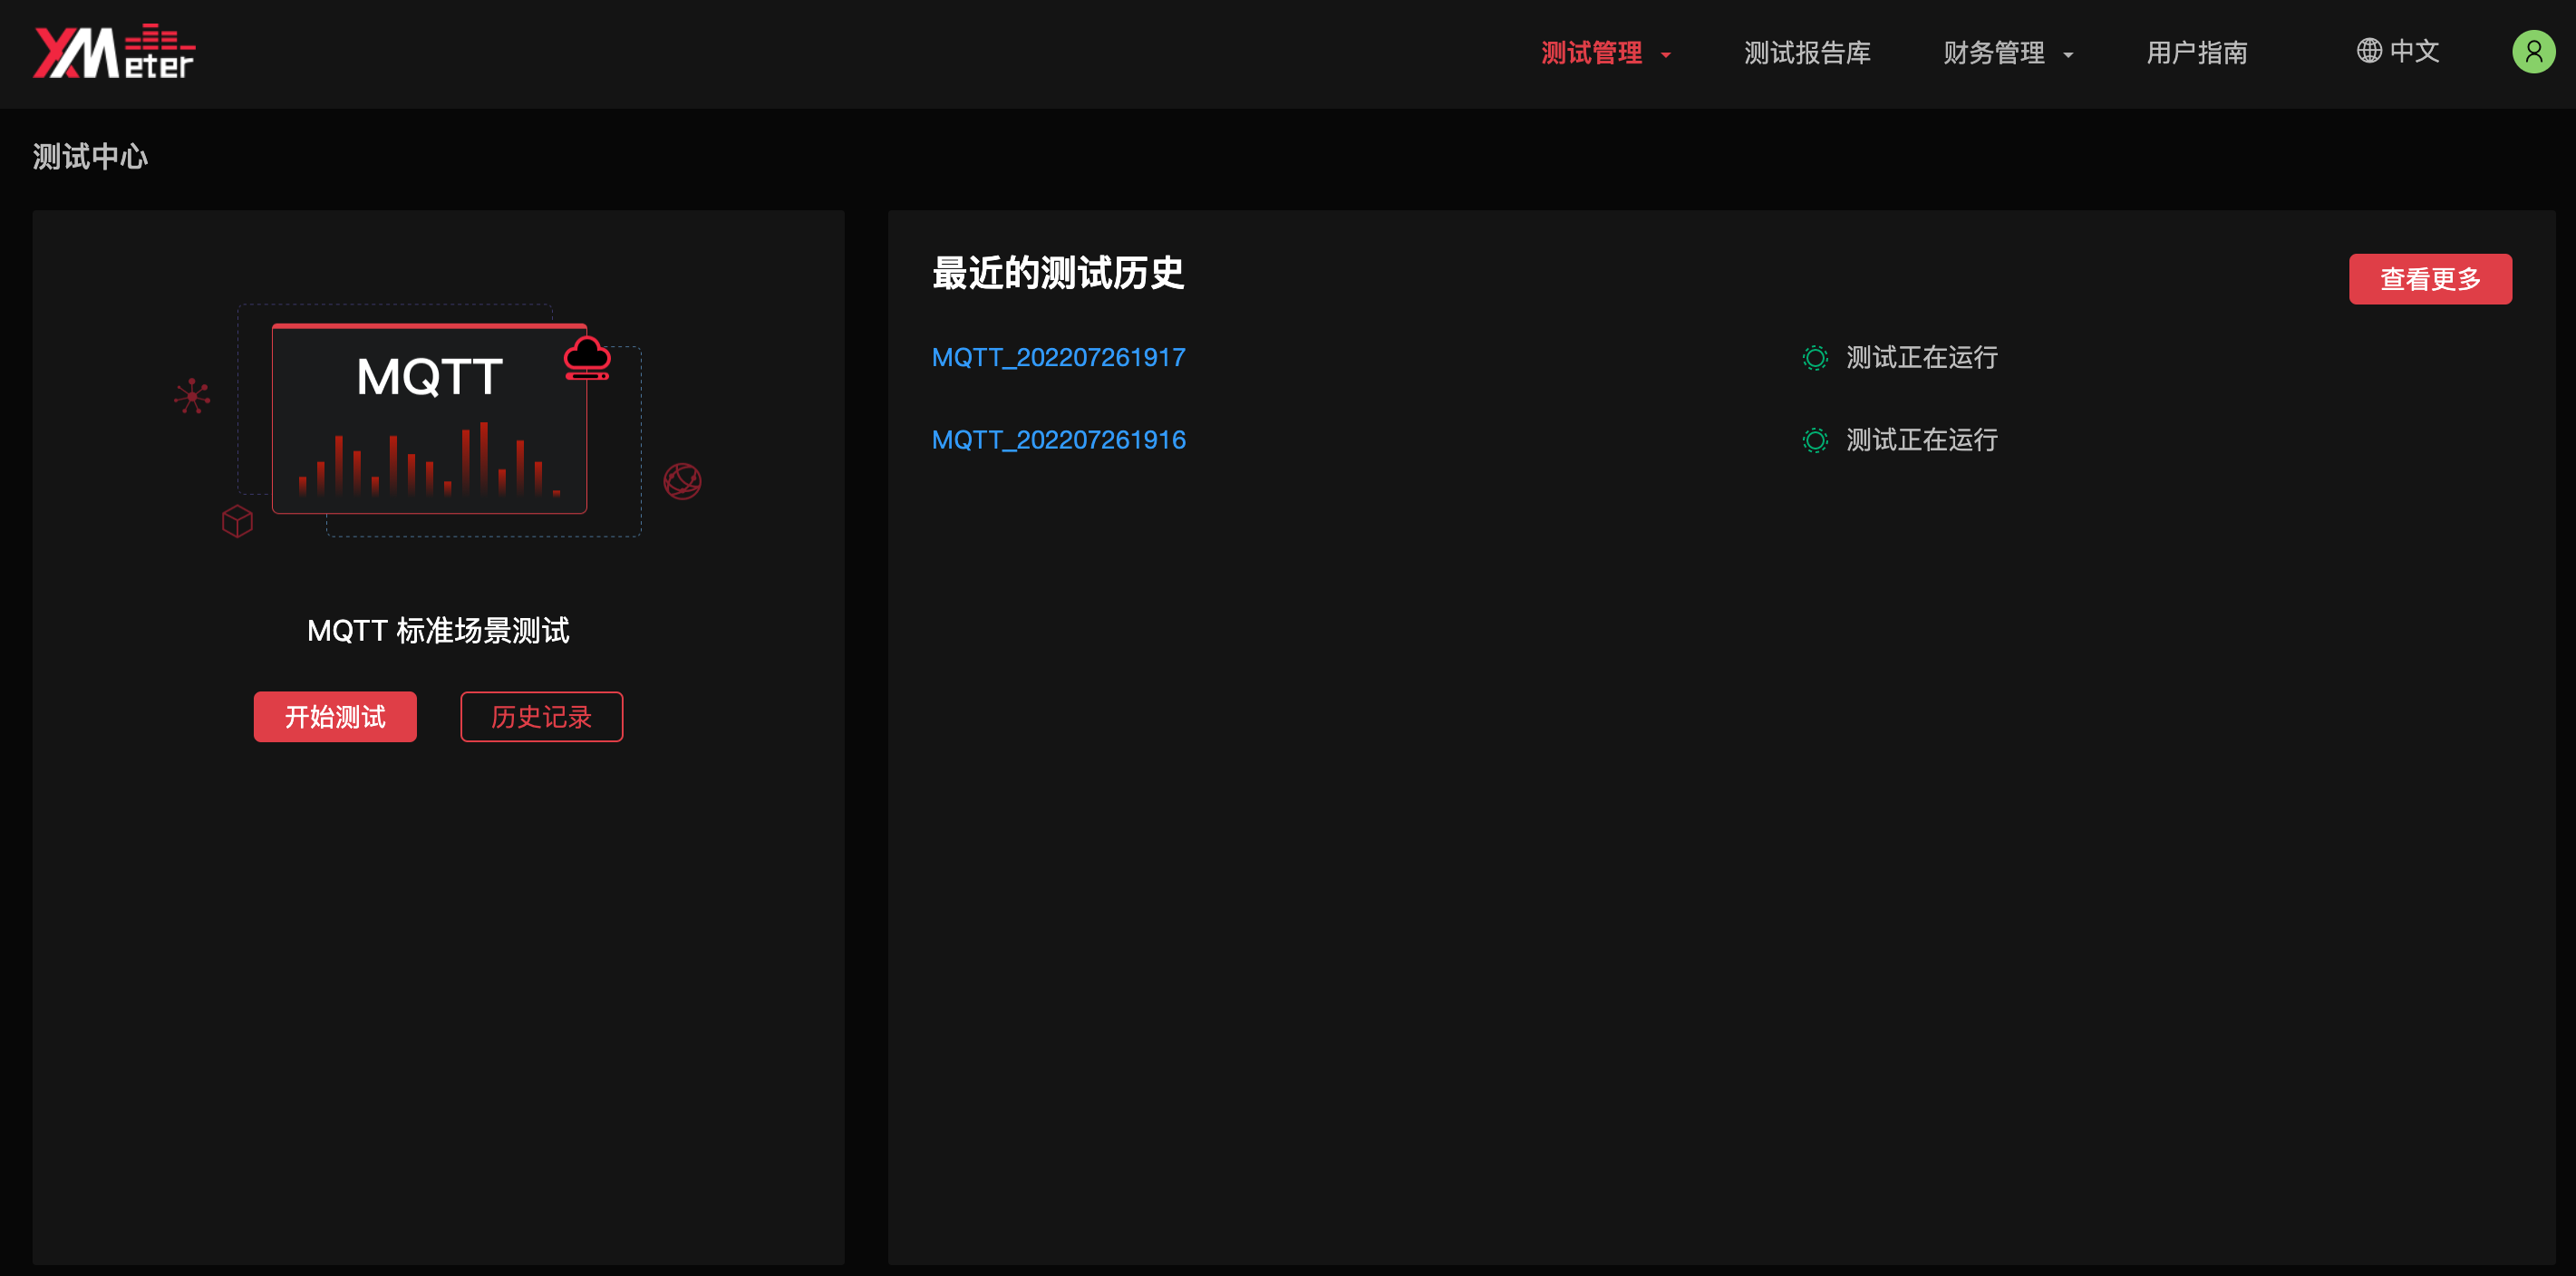 XMeter
测试管理
测试报告库
财务管理
用户指南
中文
测试中心
MQTT
MQTT 标准场景测试
开始测试
历史记录
最近的测试历史
查看更多
MQTT_202207261917
测试正在运行
MQTT_202207261916
测试正在运行